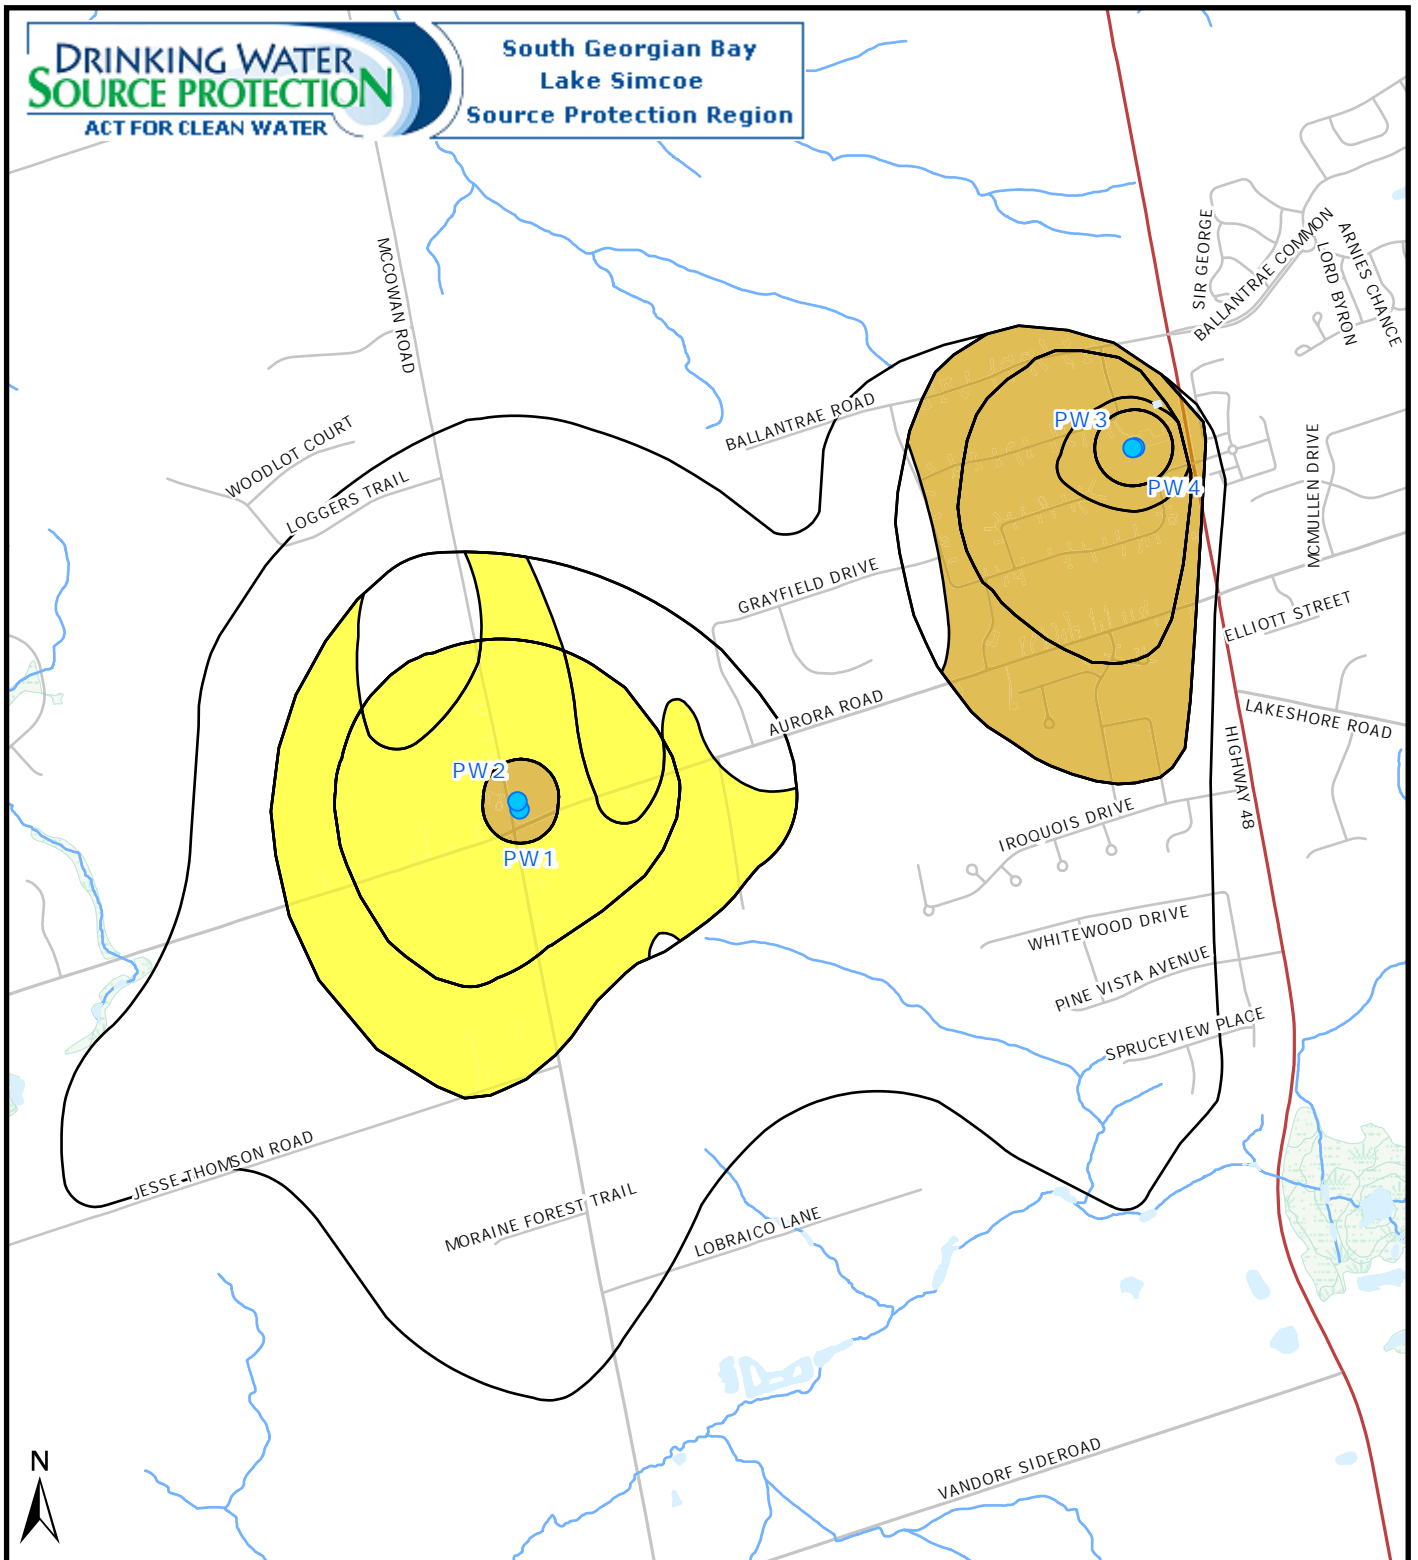 DRINKING WATER
SOURCE PROTECTION
ACT FOR CLEAN WATER
South Georgian Bay
Lake Simcoe
Source Protection Region
MCCOWAN ROAD
SIR GEORGE
BALLANTRAE COMMON
LORD BYRON
ARNIES CHANCE
WOODLOT COURT
LOGGERS TRAIL
BALLANTRAE ROAD
PW3
PW4
MCMULLEN DRIVE
GRAYFIELD DRIVE
ELLIOTT STREET
AURORA ROAD
LAKESHORE ROAD
HIGHWAY 48
PW2
PW1
IROQUOIS DRIVE
WHITEWOOD DRIVE
PINE VISTA AVENUE
SPRUCEVIEW PLACE
JESSE THOMSON ROAD
MORAINE FOREST TRAIL
LOBRAICO LANE
VANDORF SIDEROAD
N